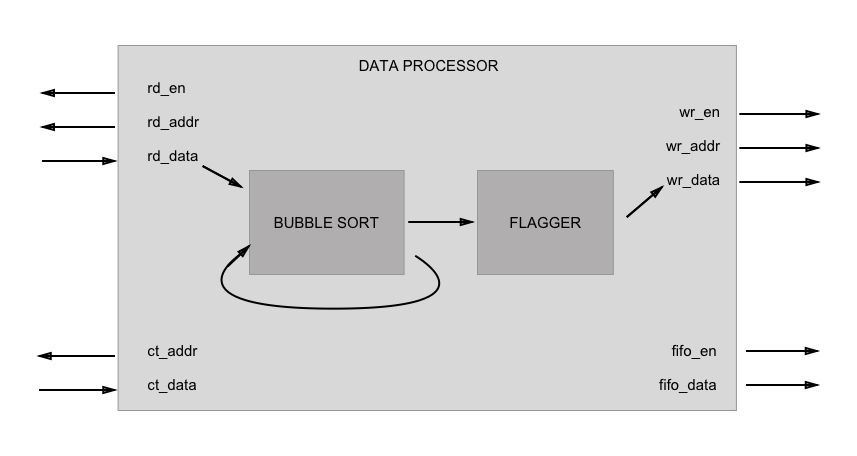 DATA PROCESSOR
rd_en
rd_addr
rd_data
wr_en
wr_addr
wr_data
BUBBLE SORT
FLAGGER
ct_addr
ct_data
fifo_en
fifo_data